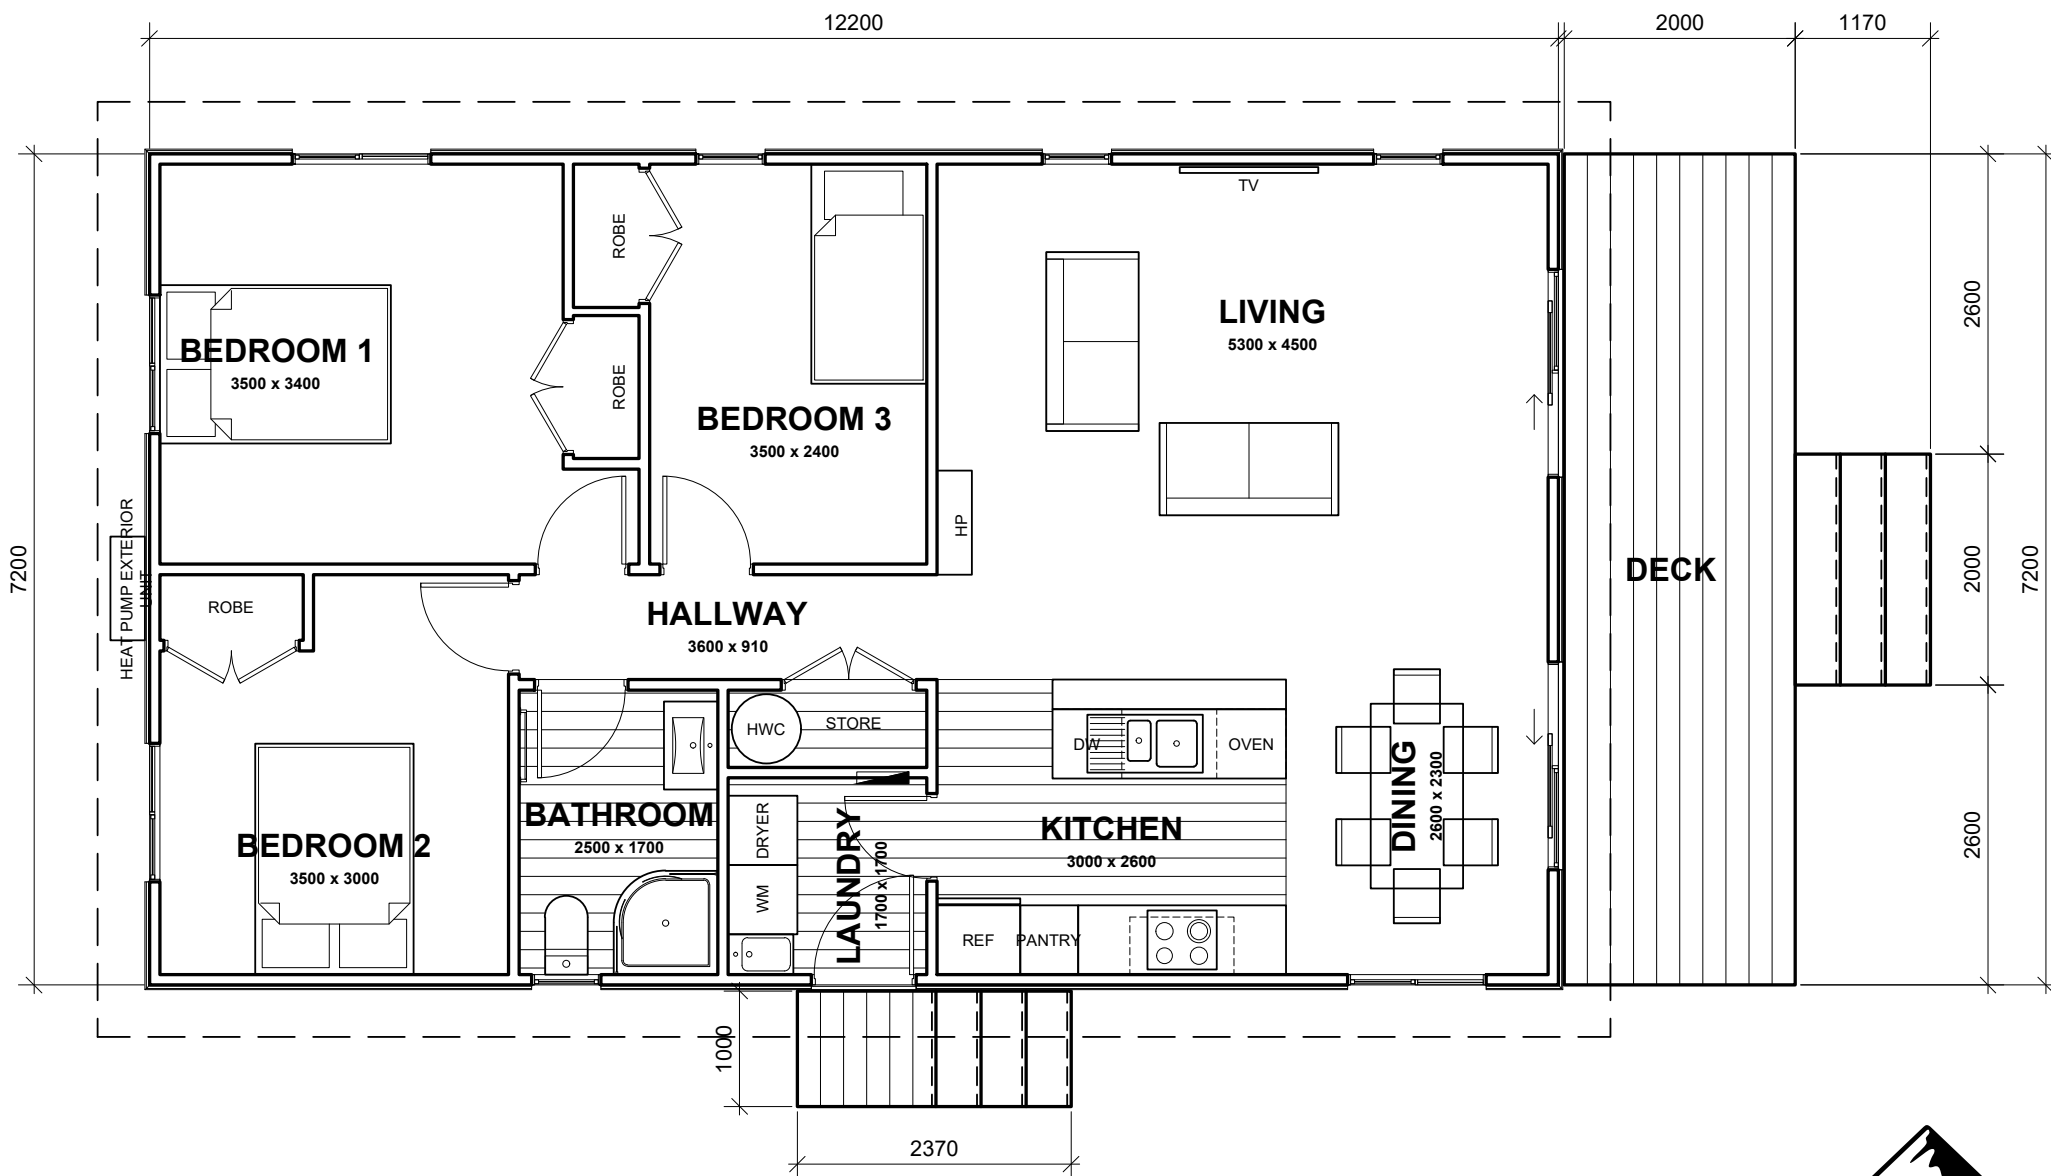 12200
2000
1170
TV
ROBE
LIVING
5300 x 4500
BEDROOM 1
3500 x 3400
ROBE
BEDROOM 3
3500 x 2400
2600
HP
HEAT PUMP EXTERIOR
UNIT
7200
DECK
2000
7200
ROBE
HALLWAY
3600 x 910
HWC
STORE
DW
OVEN
DINING
2600 x 2300
BATHROOM
2500 x 1700
DRYER
WM
LAUNDRY
1700 x 1700
KITCHEN
3000 x 2600
BEDROOM 2
3500 x 3000
2600
REF
PANTRY
1000
2370